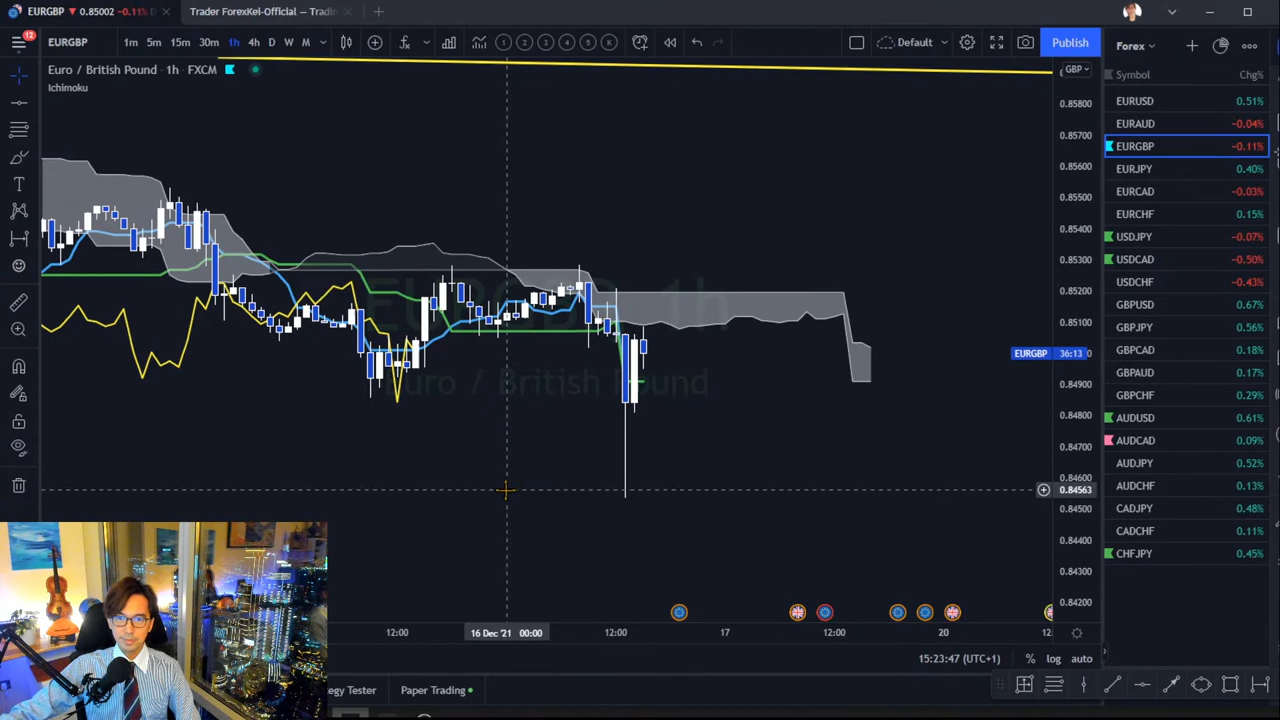 EURGBP ▼ 0.85002 −0.11%
Trader ForexKei-Official — Tradin
12
EURGBP
1m 5m 15m 30m 1h 4h D W M
1 2 3 4 5 K
Default
Publish
Forex
Euro / British Pound · 1h · FXCM
Ichimoku
GBP
Symbol Chg%
EURUSD 0.51%
EURAUD −0.04%
EURGBP −0.11%
EURJPY 0.40%
EURCAD −0.03%
EURCHF 0.15%
USDJPY −0.07%
USDCAD −0.50%
USDCHF −0.43%
GBPUSD 0.67%
GBPJPY 0.56%
GBPCAD 0.18%
GBPAUD 0.17%
GBPCHF 0.29%
AUDUSD 0.61%
AUDCAD 0.09%
AUDJPY 0.52%
AUDCHF 0.13%
CADJPY 0.48%
CADCHF 0.11%
CHFJPY 0.45%
0.85800
0.85700
0.85600
0.85500
0.85400
0.85300
0.85200
0.85100
EURGBP 36:13
0.84900
0.84800
0.84700
0.84600
0.84563
0.84500
0.84400
0.84300
0.84200
EURGBP, 1h
Euro / British Pound
12:00 16 Dec '21 00:00 12:00 17 12:00 20
15:23:47 (UTC+1) % log auto
Tester Paper Trading